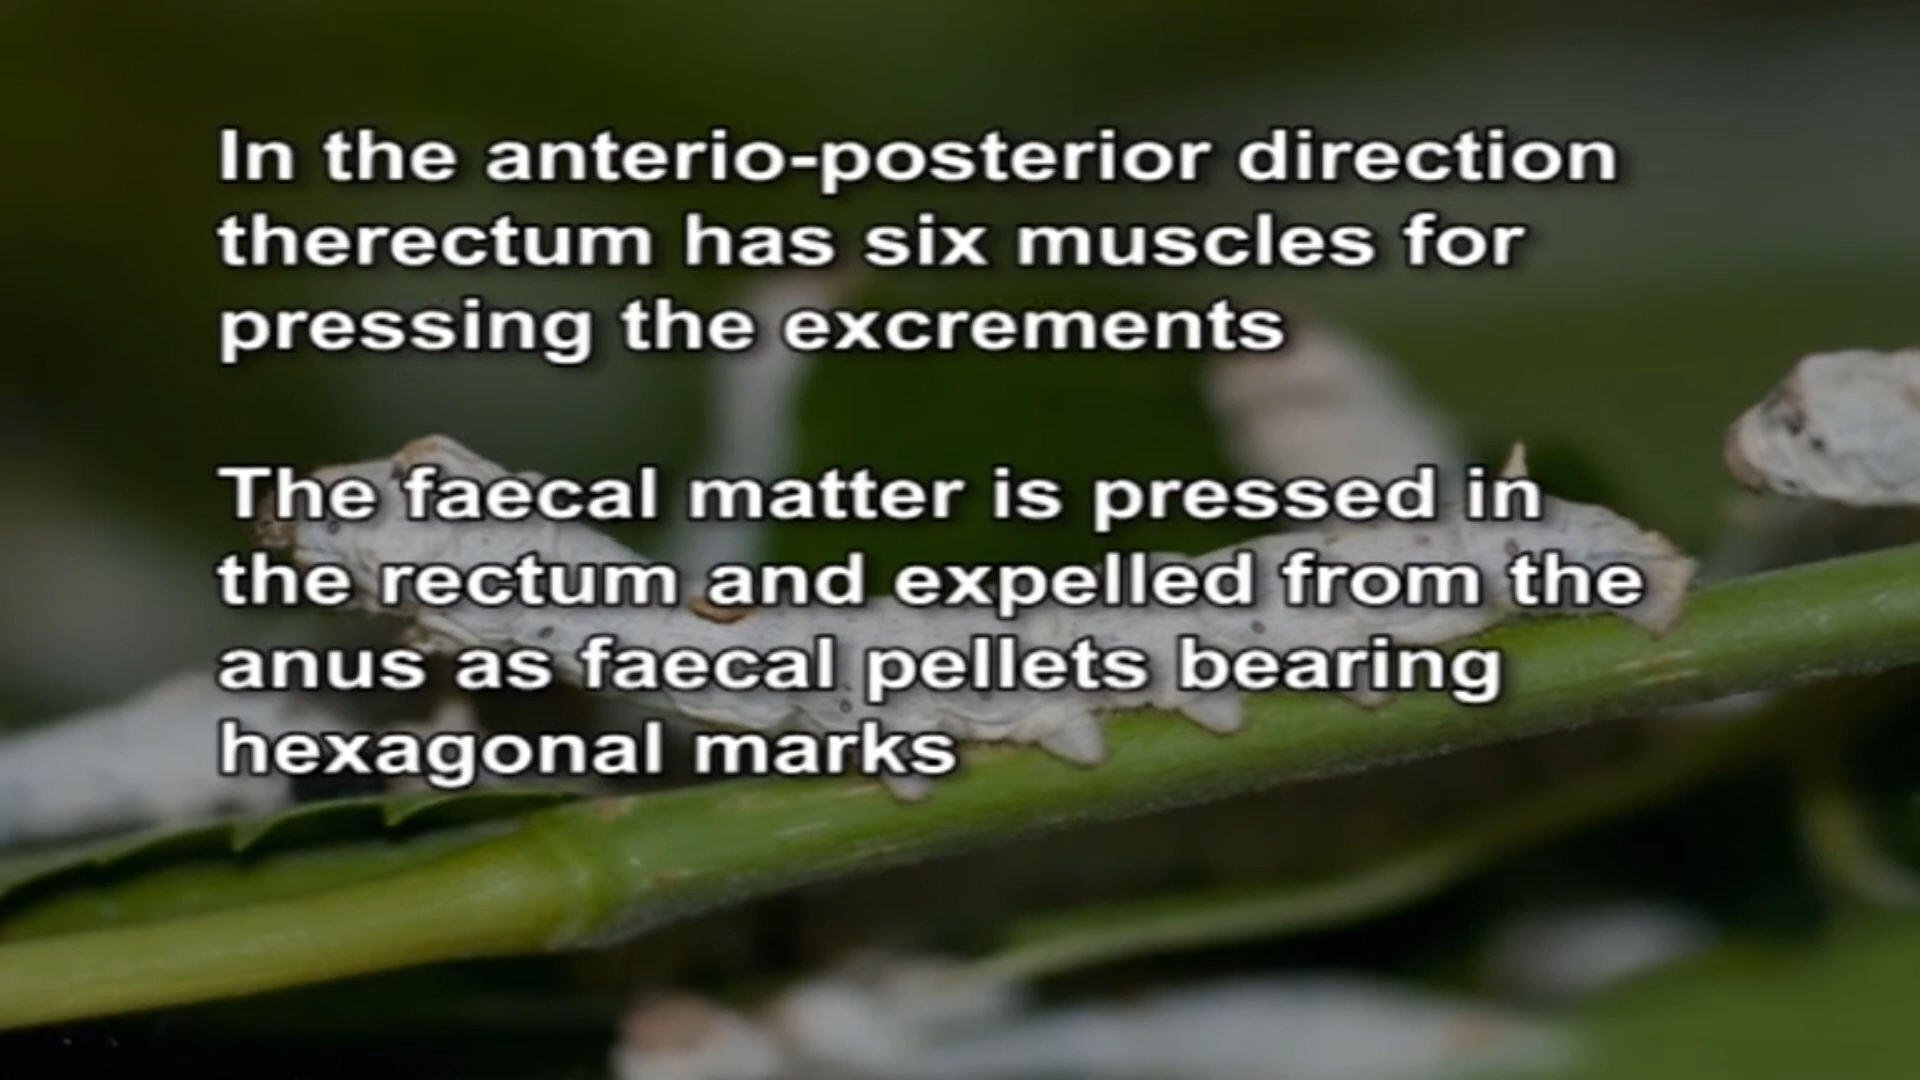 In the anterio-posterior direction
therectum has six muscles for
pressing the excrements
The faecal matter is pressed in
the rectum and expelled from the
anus as faecal pellets bearing
hexagonal marks